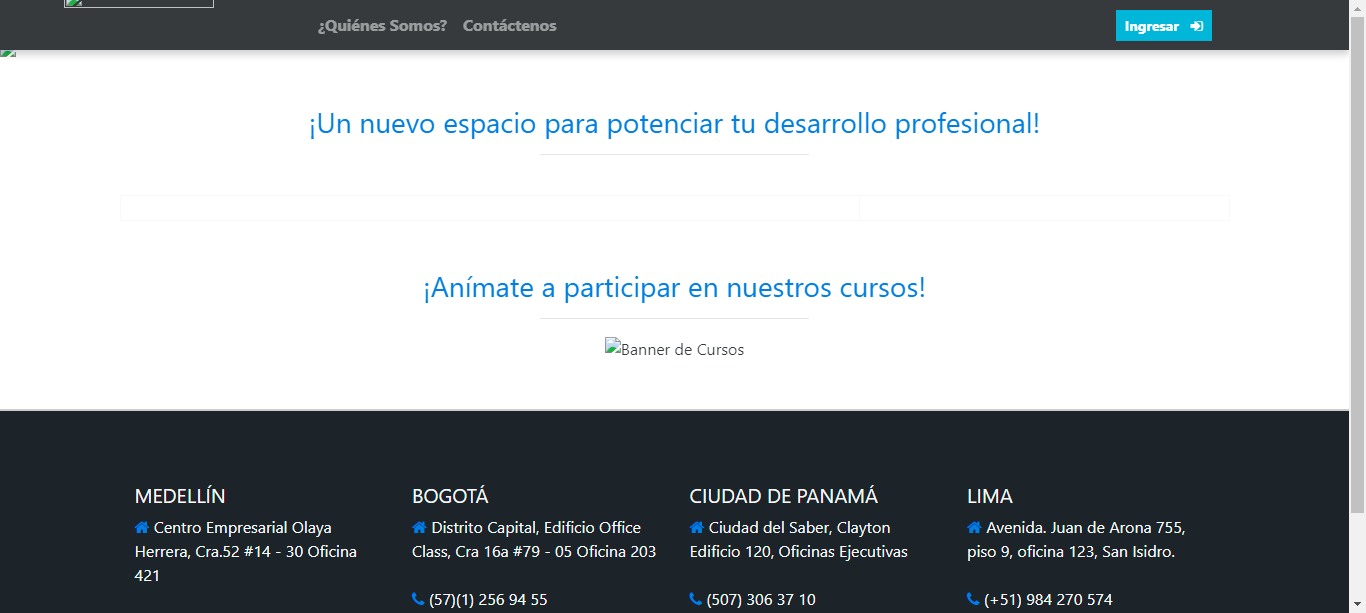 ¿Quiénes Somos? Contáctenos Ingresar
¡Un nuevo espacio para potenciar tu desarrollo profesional!
¡Anímate a participar en nuestros cursos!
Banner de Cursos
MEDELLÍN
Centro Empresarial Olaya
Herrera, Cra.52 #14 - 30 Oficina
421
BOGOTÁ
Distrito Capital, Edificio Office
Class, Cra 16a #79 - 05 Oficina 203
(57)(1) 256 94 55
CIUDAD DE PANAMÁ
Ciudad del Saber, Clayton
Edificio 120, Oficinas Ejecutivas
(507) 306 37 10
LIMA
Avenida. Juan de Arona 755,
piso 9, oficina 123, San Isidro.
(+51) 984 270 574